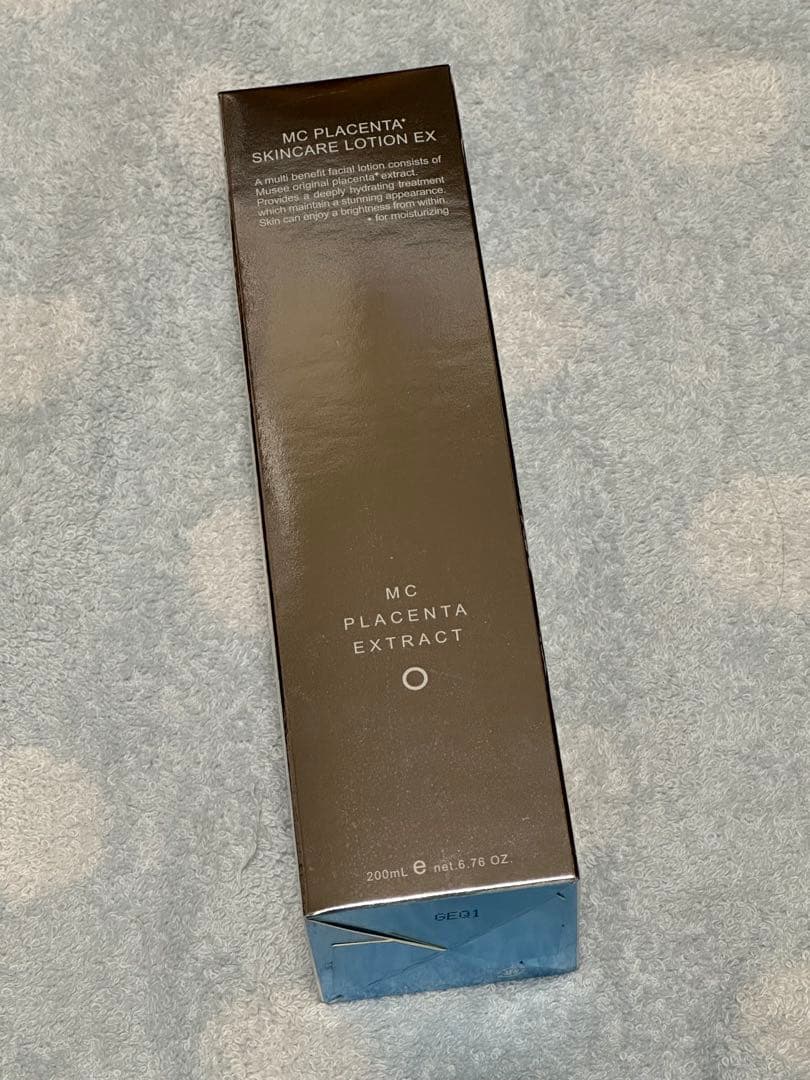 MC PLACENTA*
SKINCARE LOTION EX
A multi benefit facial lotion consists of
Musee original placenta* extract.
Provides a deeply hydrating treatment
which maintain a stunning appearance.
Skin can enjoy a brightness from within.
* for moisturizing
MC
PLACENTA
EXTRACT
200mL e net.6.76 OZ.
GEQ1